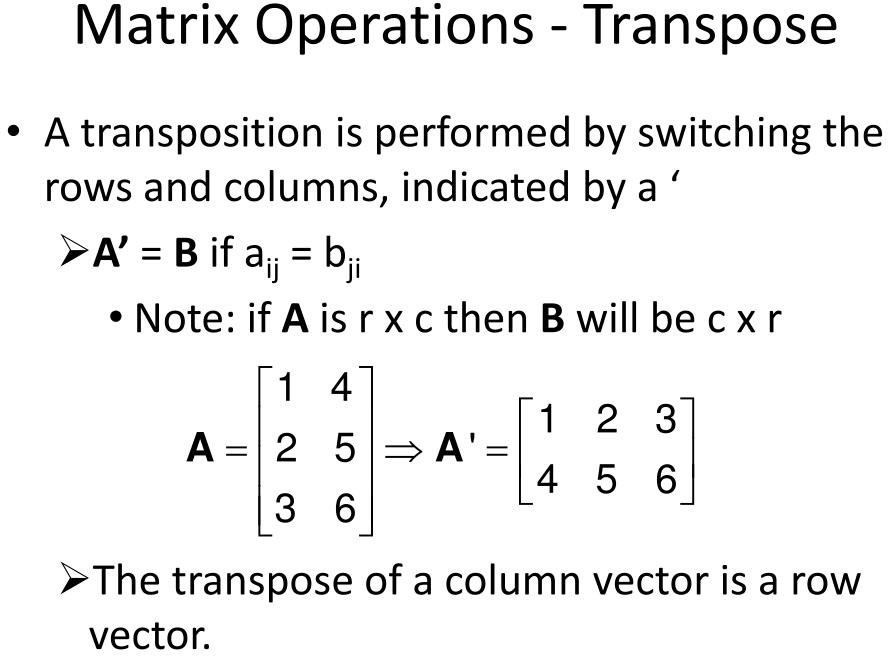 Matrix Operations - Transpose
• A transposition is performed by switching the
rows and columns, indicated by a ‘
➢A’ = B if aij = bji
• Note: if A is r x c then B will be c x r
A = [1 4; 2 5; 3 6] ⇒ A' = [1 2 3; 4 5 6]
➢The transpose of a column vector is a row
vector.